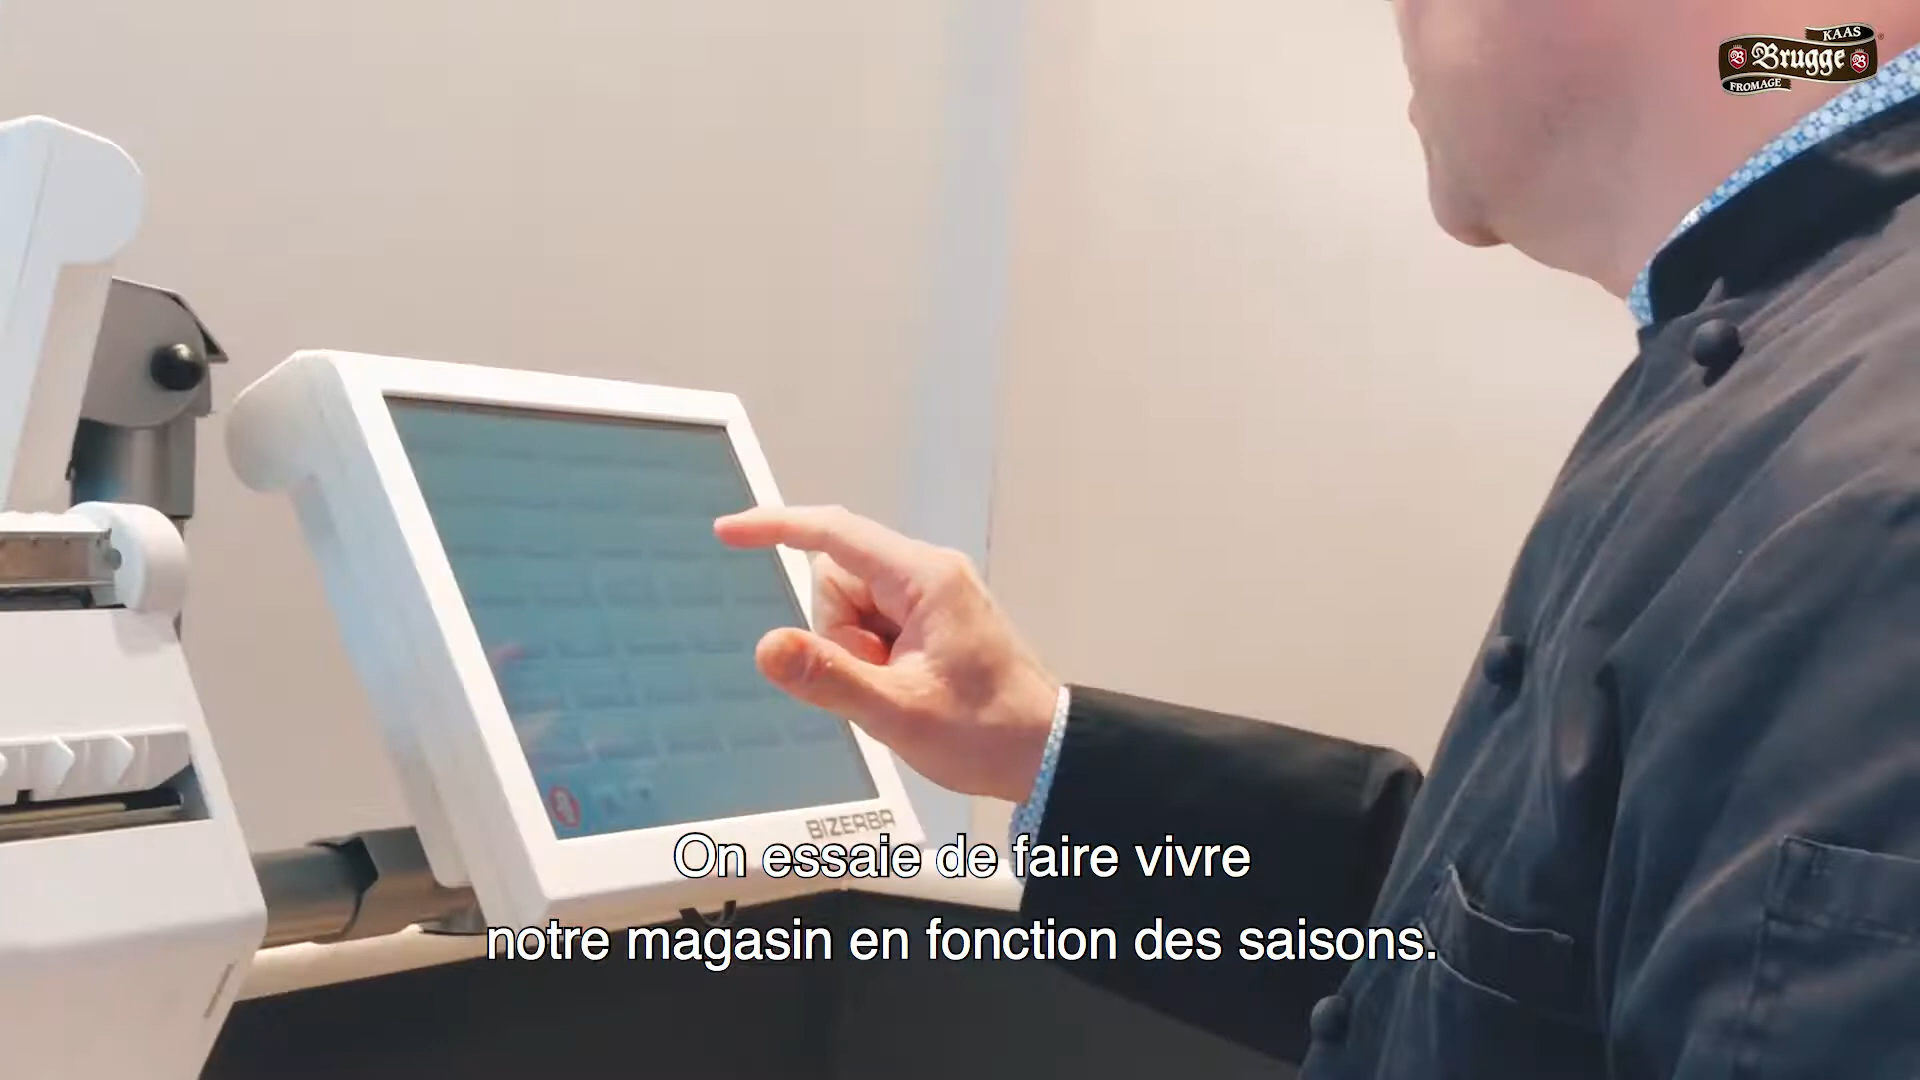 KAAS
B Brugge B
FROMAGE
BIZERBA
On essaie de faire vivre
notre magasin en fonction des saisons.